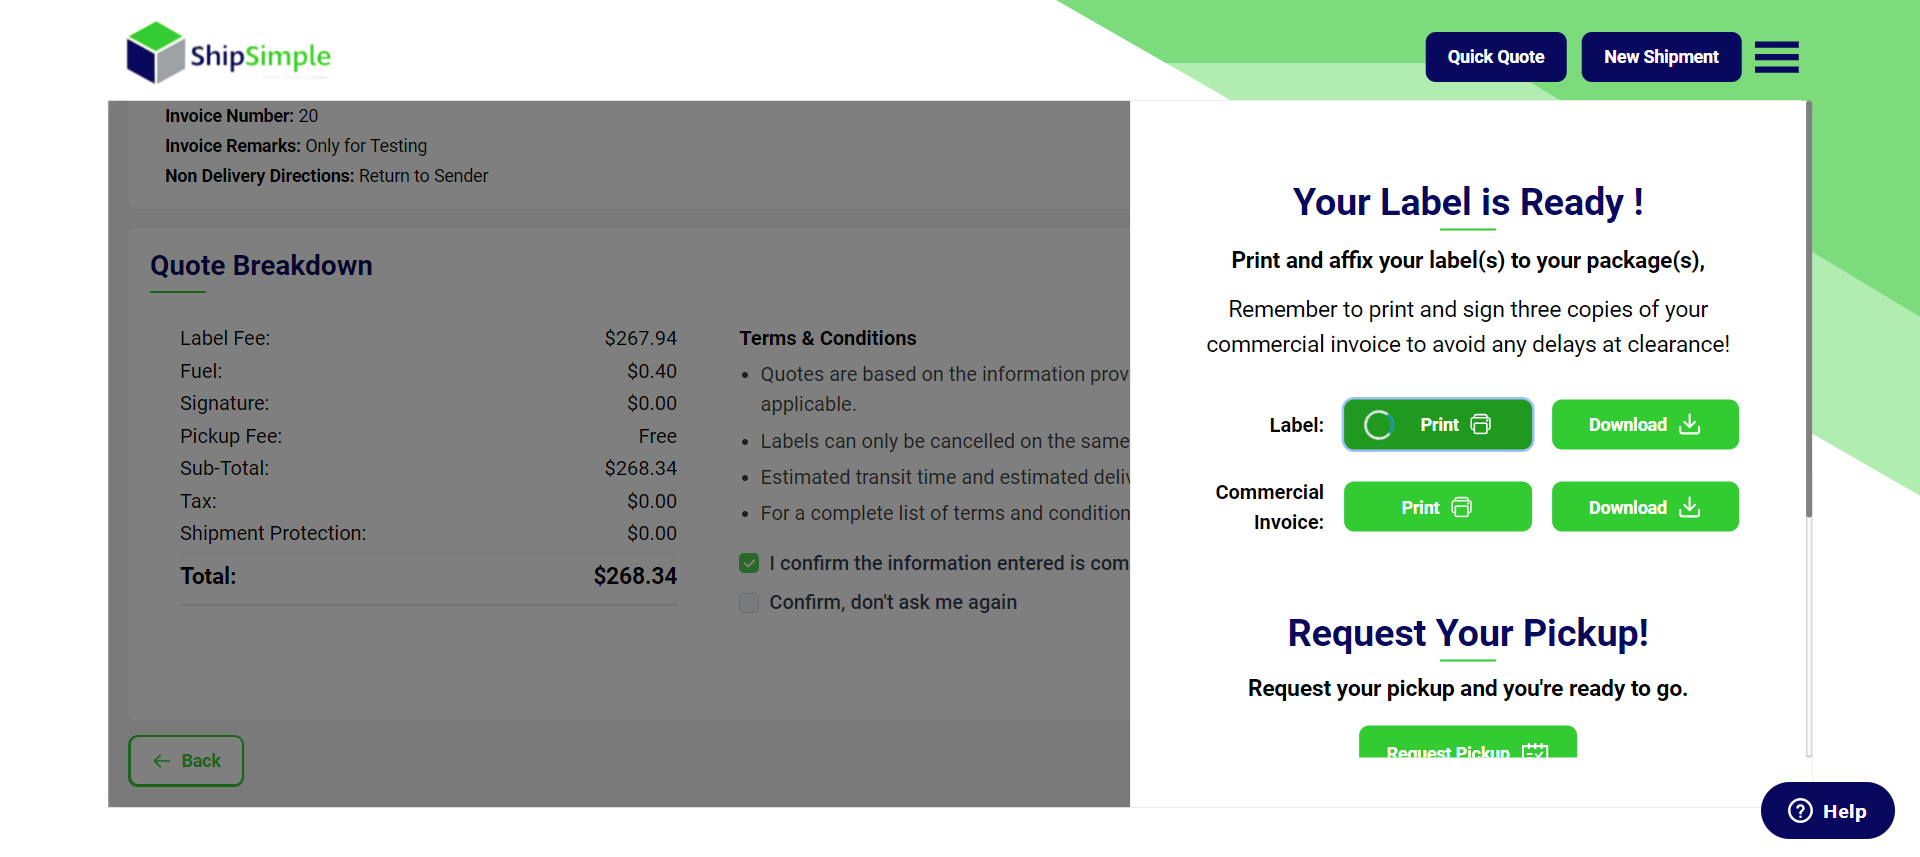 ShipSimple
Quick Quote
New Shipment
Invoice Number: 20
Invoice Remarks: Only for Testing
Non Delivery Directions: Return to Sender
Quote Breakdown
Label Fee: $267.94
Fuel: $0.40
Signature: $0.00
Pickup Fee: Free
Sub-Total: $268.34
Tax: $0.00
Shipment Protection: $0.00
Total: $268.34
Terms & Conditions
Quotes are based on the information
applicable.
Labels can only be cancelled on the same
Estimated transit time and estimated
For a complete list of terms and condition
I confirm the information entered is
Confirm, don't ask me again
Back
Your Label is Ready !
Print and affix your label(s) to your package(s),
Remember to print and sign three copies of your
commercial invoice to avoid any delays at clearance!
Label: Print Download
Commercial
Invoice:
Print Download
Request Your Pickup!
Request your pickup and you're ready to go.
Request Pickup
Help